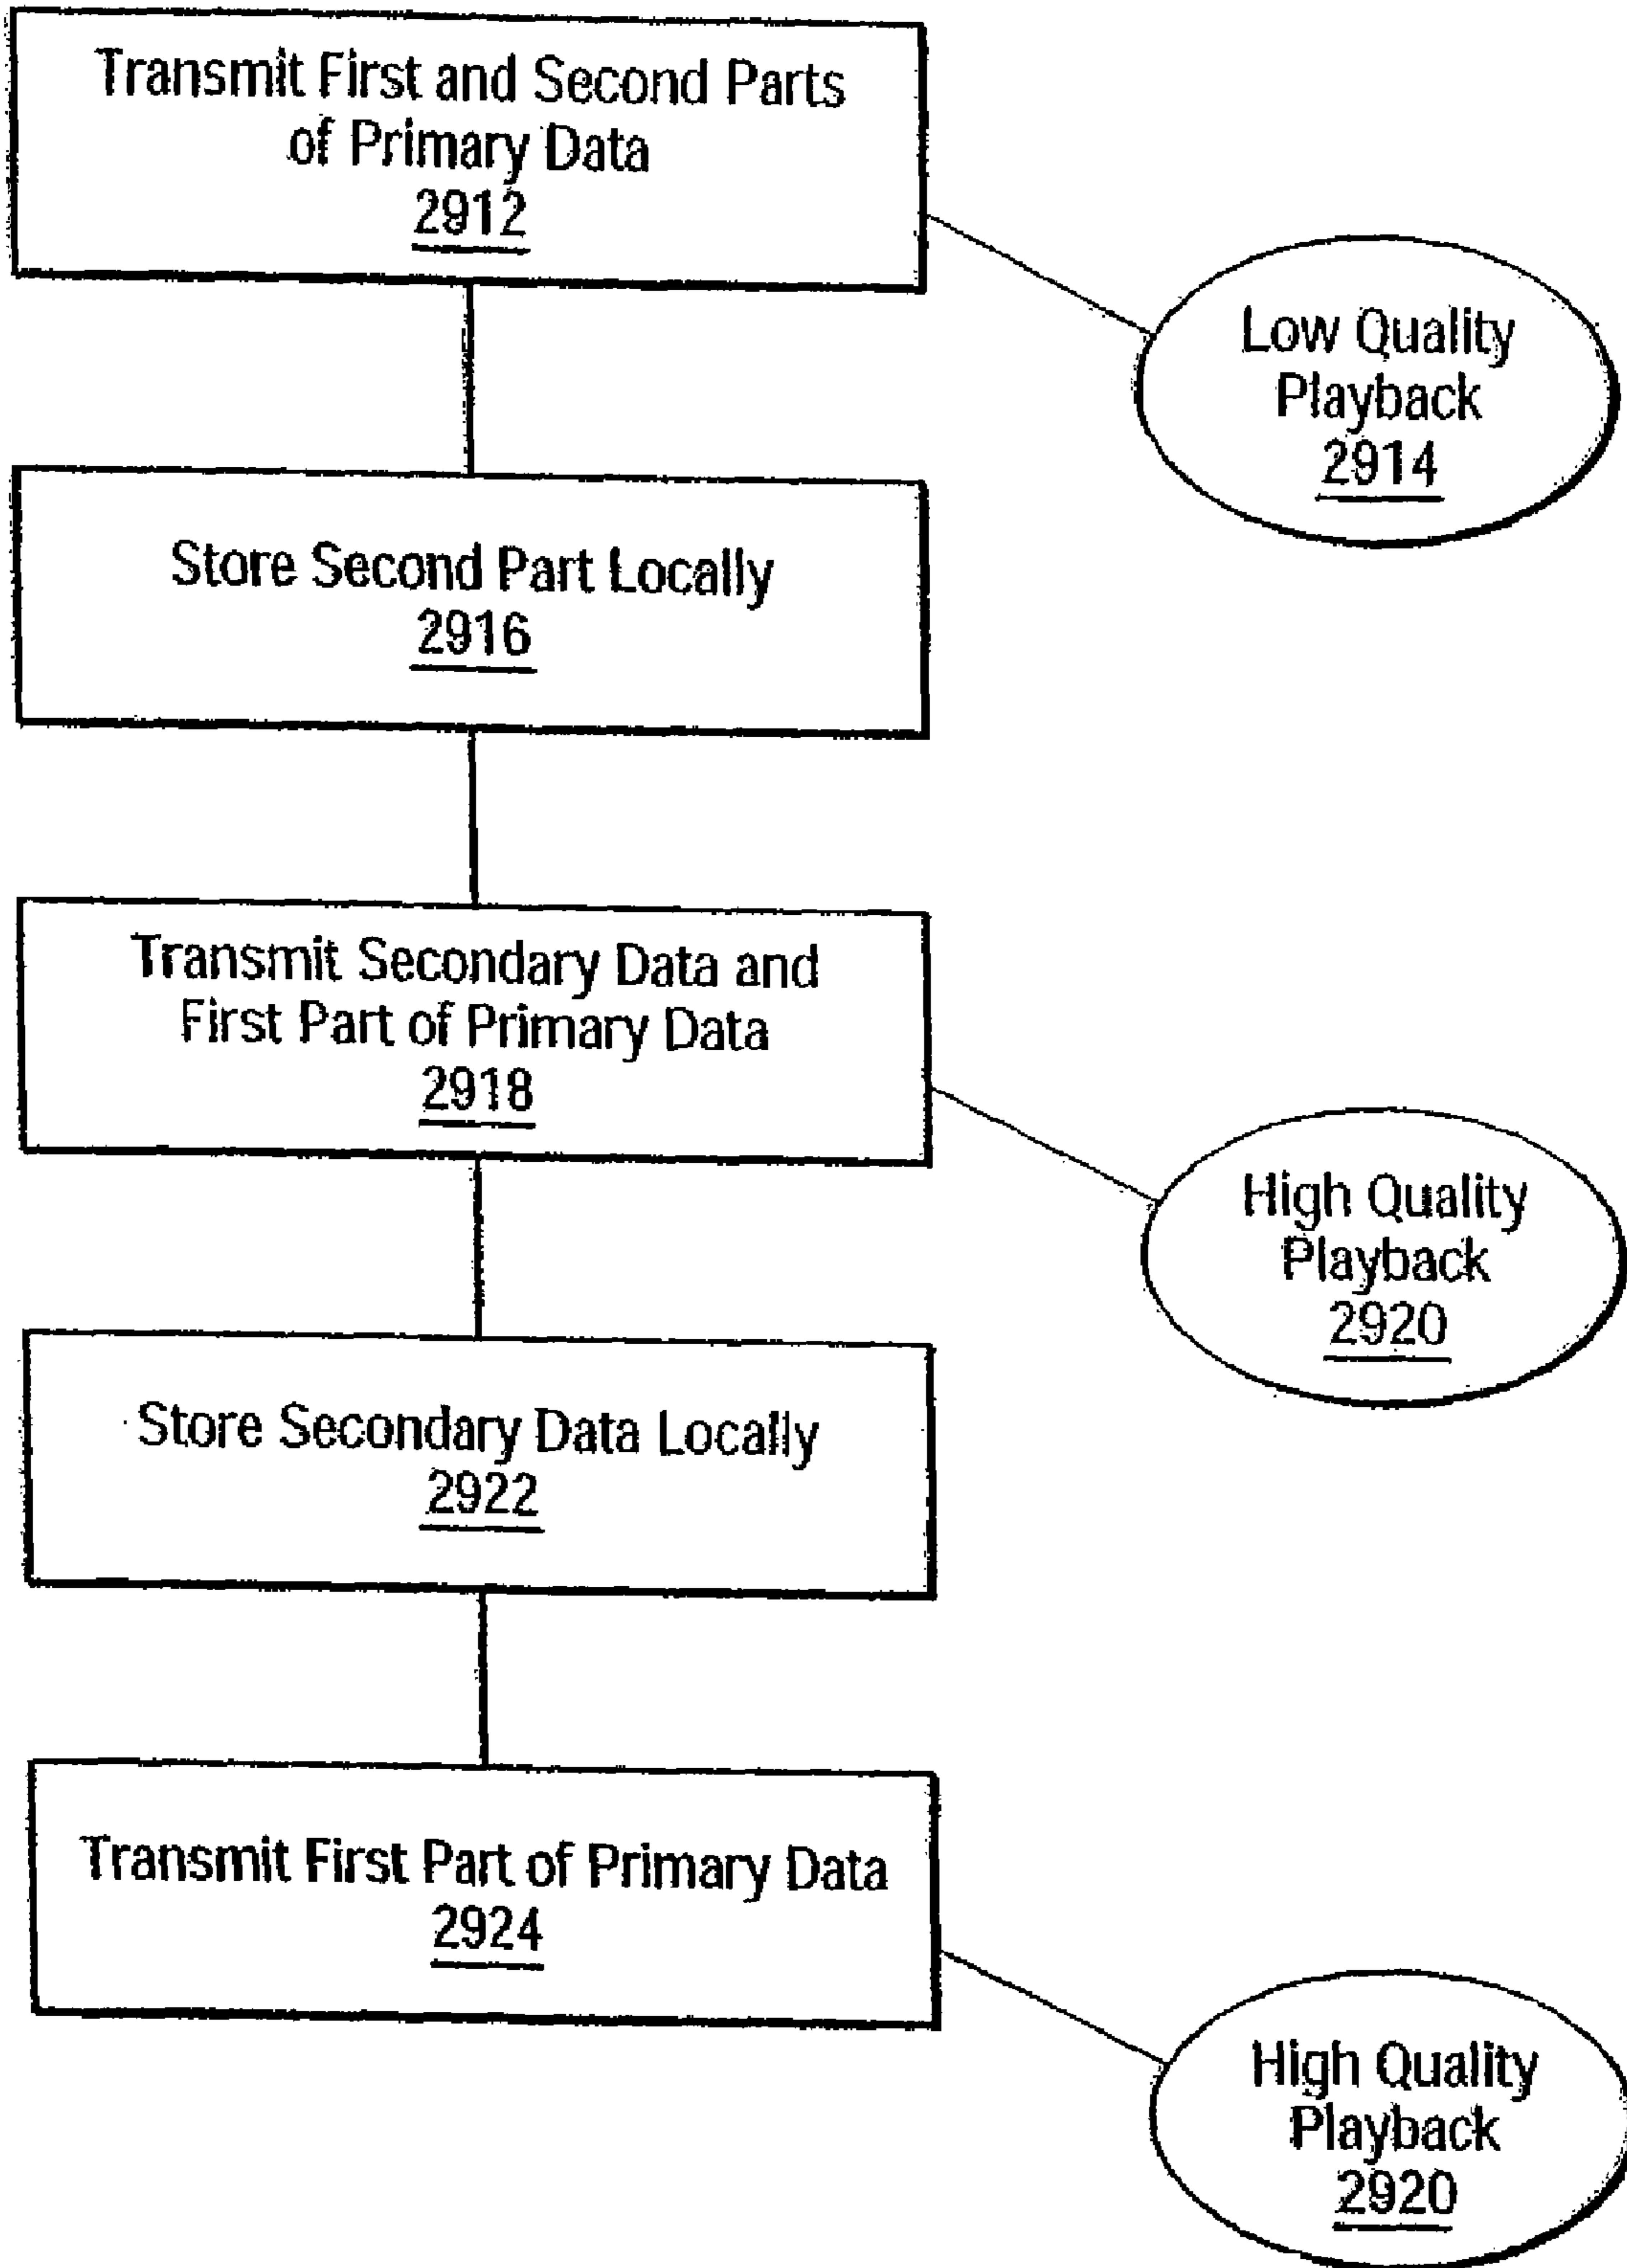 Transmit First and Second Parts
of Primary Data
2912
Low Quality
Playback
2914
Store Second Part Locally
2916
Transmit Secondary Data and
First Part of Primary Data
2918
High Quality
Playback
2920
Store Secondary Data Locally
2922
Transmit First Part of Primary Data
2924
High Quality
Playback
2920